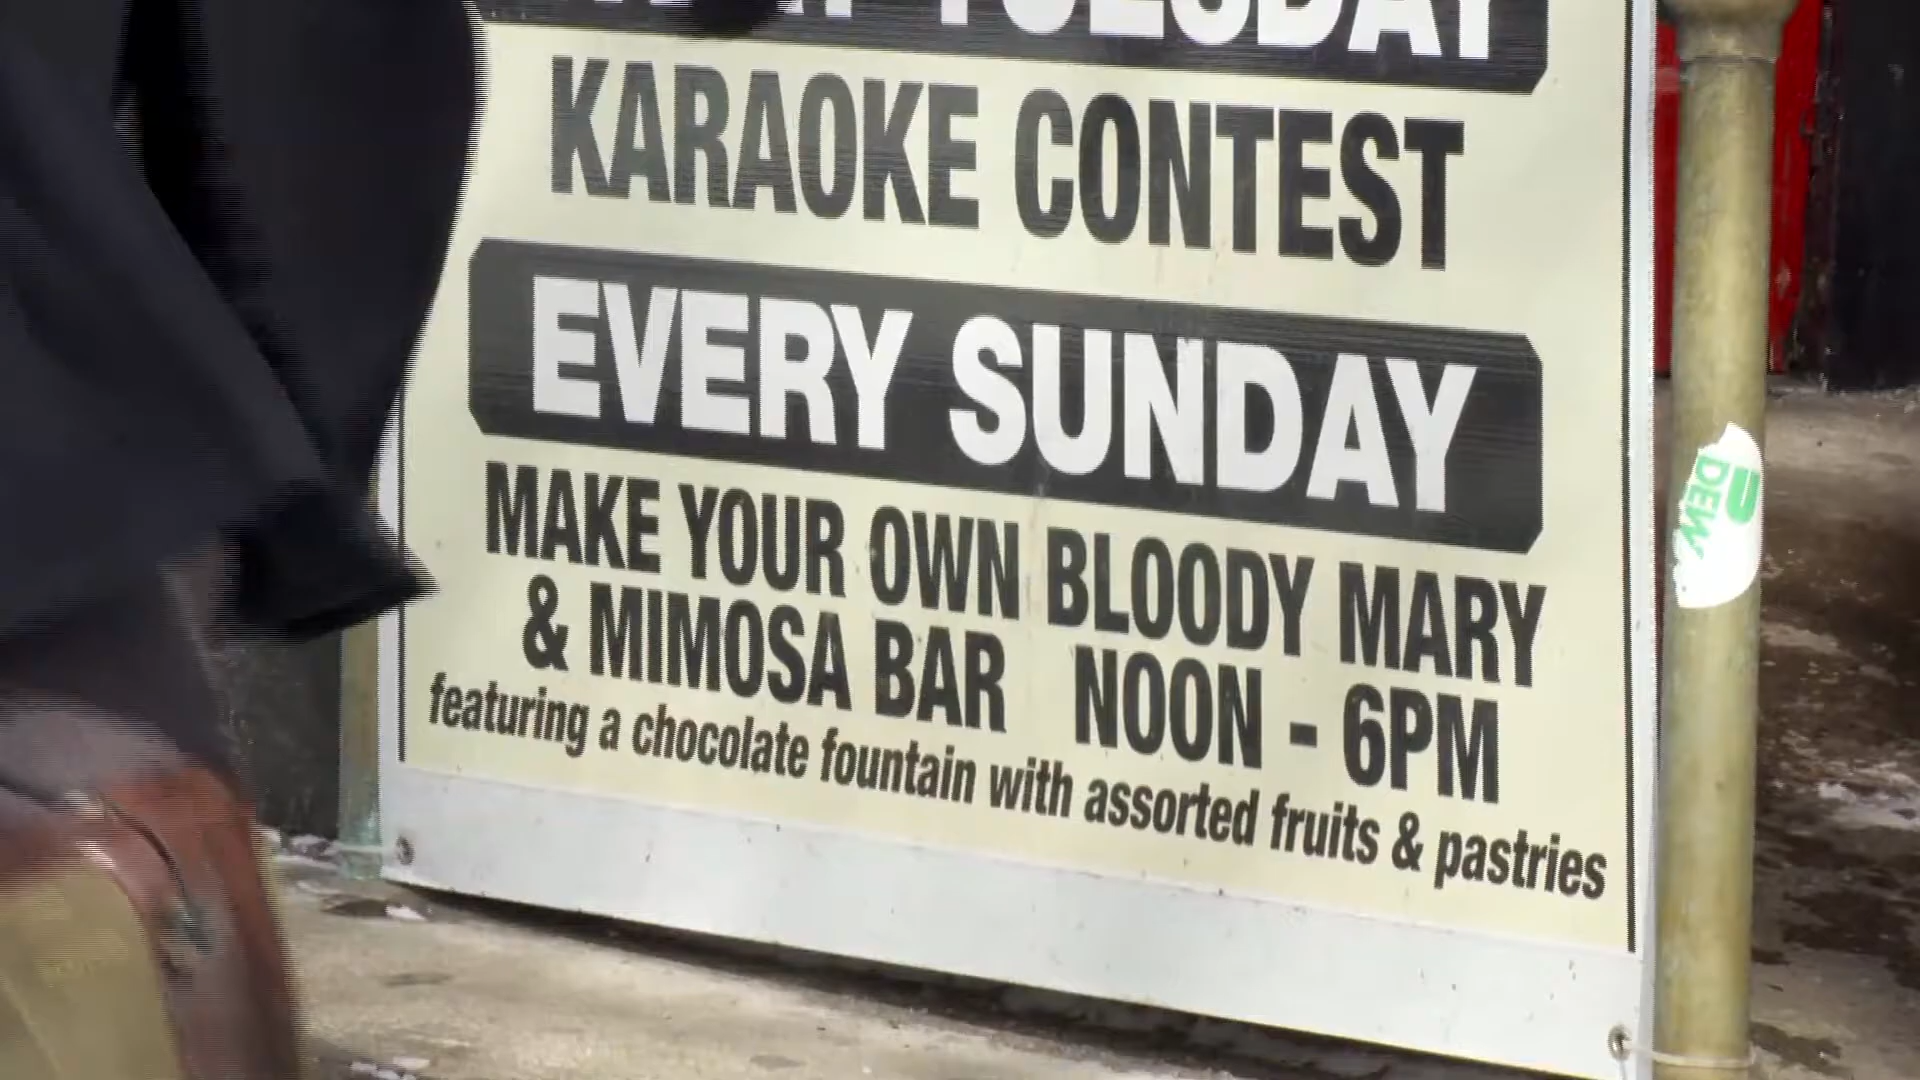 TUESDAY
KARAOKE CONTEST
EVERY SUNDAY
MAKE YOUR OWN BLOODY MARY
& MIMOSA BAR NOON - 6PM
featuring a chocolate fountain with assorted fruits & pastries
DEW